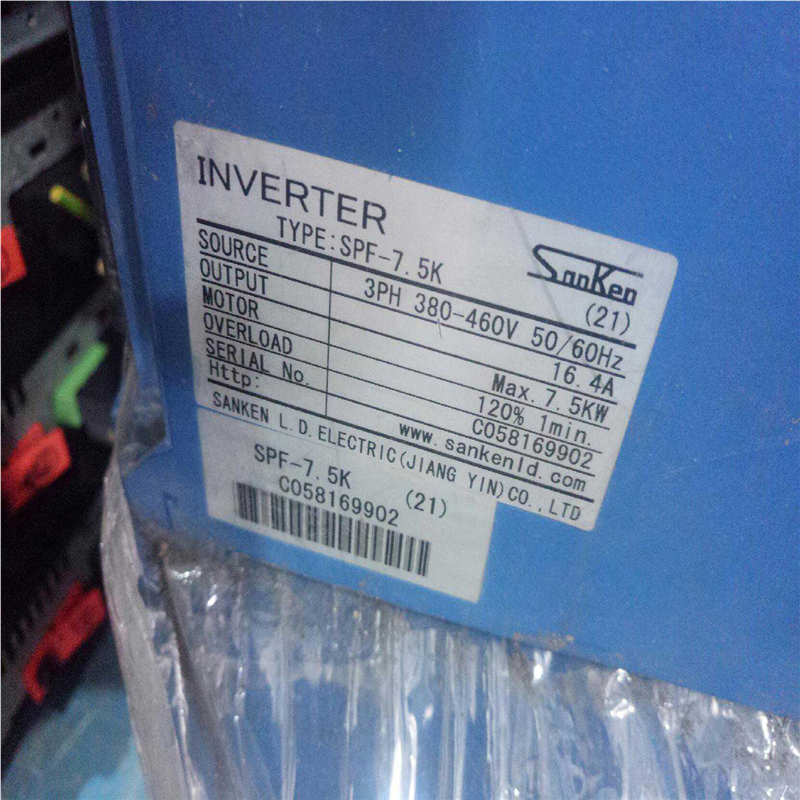 INVERTER
TYPE:SPF-7.5K
SanKen
(21)
SOURCE 3PH 380-460V 50/60Hz
OUTPUT 16.4A
MOTOR Max. 7.5KW
OVERLOAD 120% 1min.
SERIAL No. C058169902
Http: www.sankenld.com
SANKEN L.D.ELECTRIC(JIANG YIN)CO.,LTD
SPF-7.5K (21)
C058169902